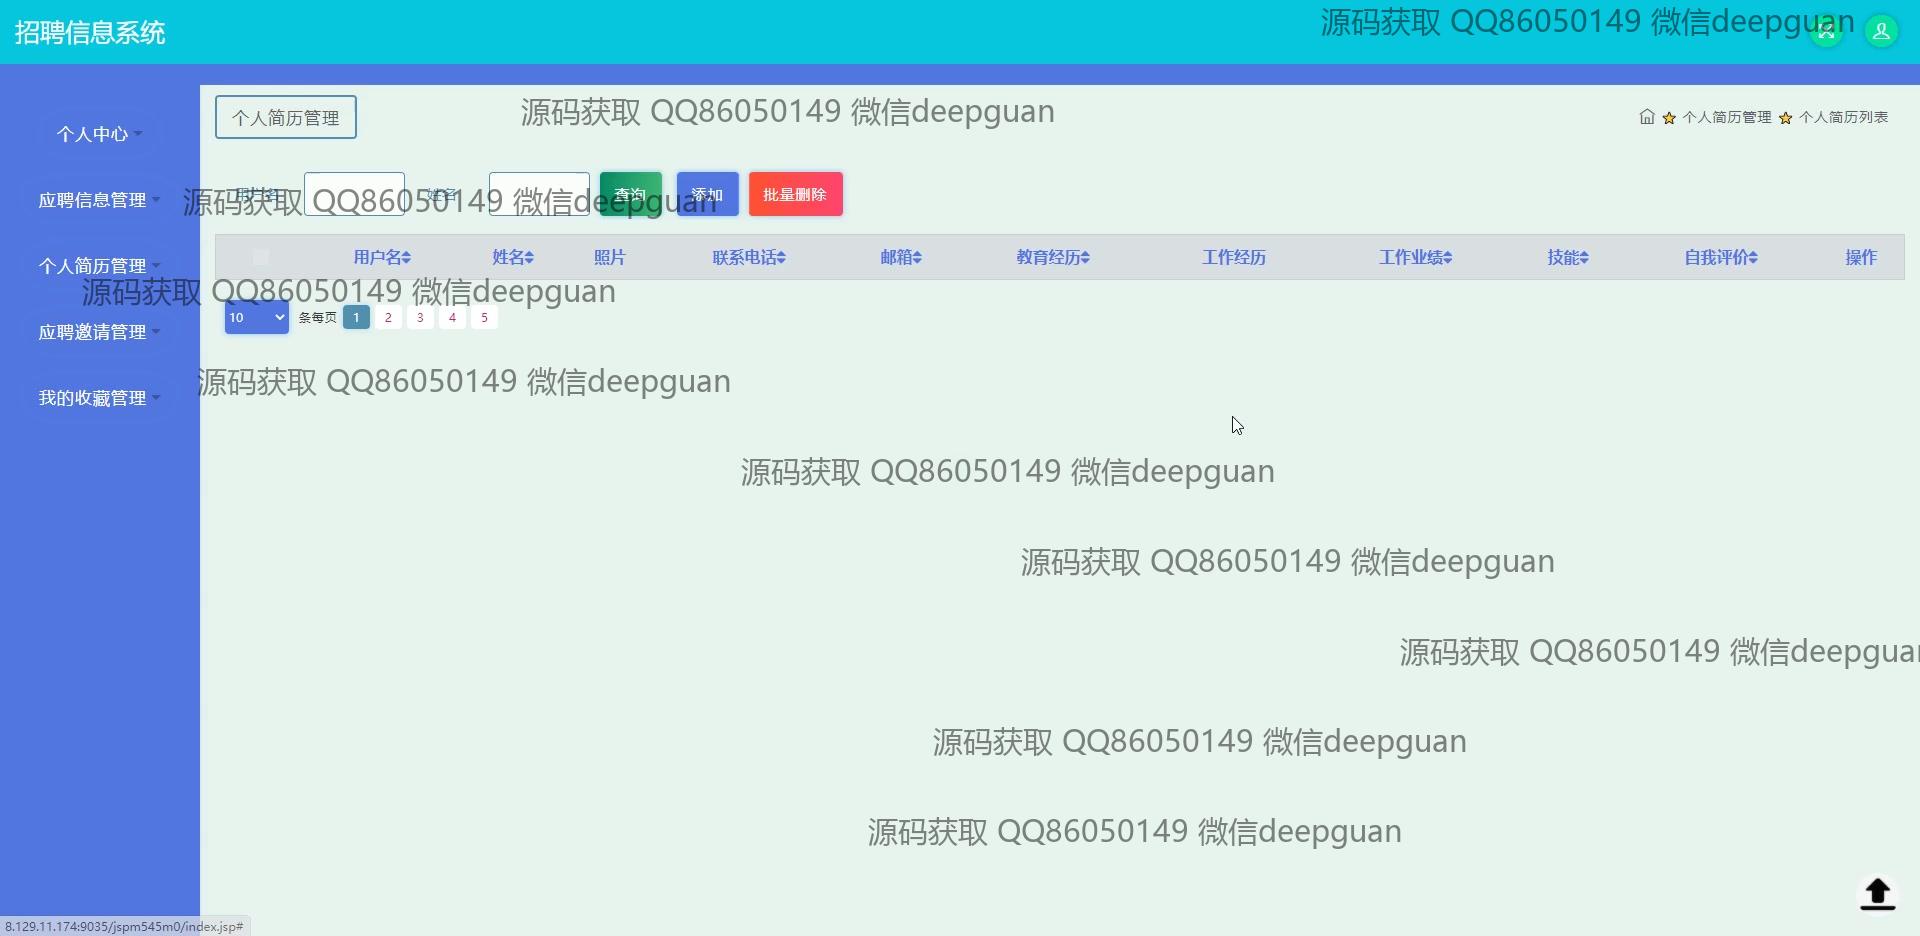 招聘信息系统
源码获取 QQ86050149 微信deepguan
个人简历管理
源码获取 QQ86050149 微信deepguan
个人简历管理 个人简历列表
个人中心
应聘信息管理
个人简历管理
应聘邀请管理
我的收藏管理
用户名 姓名 查询 添加 批量删除
源码获取 QQ86050149 微信deepguan
用户名 姓名 照片 联系电话 邮箱 教育经历 工作经历 工作业绩 技能 自我评价 操作
源码获取 QQ86050149 微信deepguan
10 条每页 1 2 3 4 5
源码获取 QQ86050149 微信deepguan
源码获取 QQ86050149 微信deepguan
源码获取 QQ86050149 微信deepguan
源码获取 QQ86050149 微信deepgua
源码获取 QQ86050149 微信deepguan
源码获取 QQ86050149 微信deepguan
8.129.11.174:9035/jspm545m0/index.jsp#